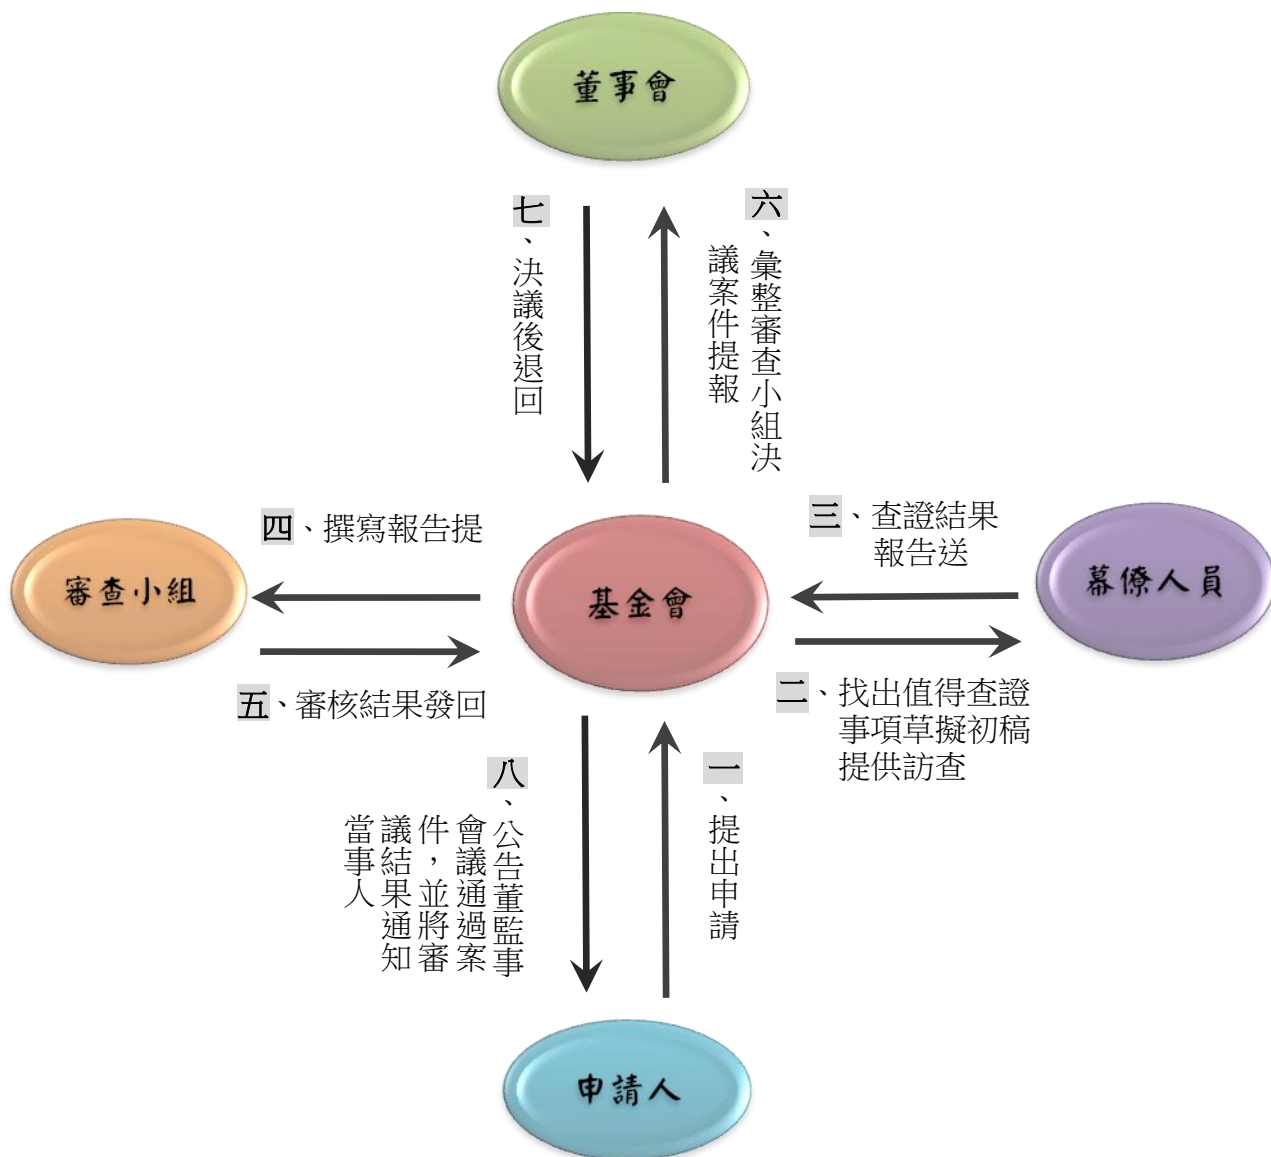 董事會
七、決議後退回
六、彙整審查小組決
議案件提報
四、撰寫報告提
三、查證結果
報告送
審查小組
基金會
幕僚人員
五、審核結果發回
二、找出值得查證
事項草擬初稿
提供訪查
八、公告董監事
會議通過案
件，並將審
議結果通知
當事人
一、提出申請
申請人